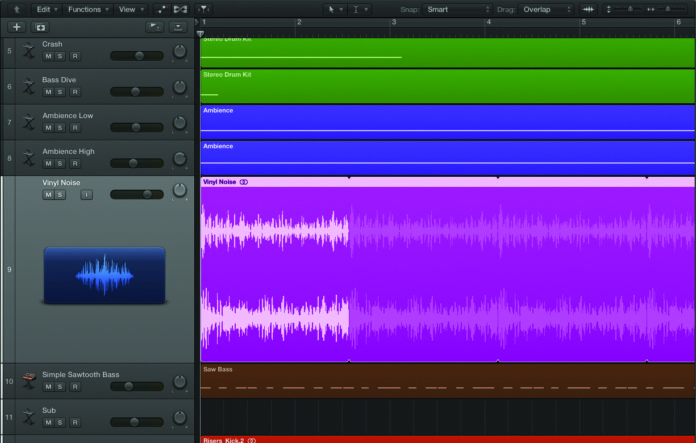 Edit Functions View Snap: Smart Drag: Overlap
1 2 3 4 5 6
5 Crash
M S R
Stereo Drum Kit
6 Bass Dive
M S R
Stereo Drum Kit
7 Ambience Low
M S R
Ambience
8 Ambience High
M S R
Ambience
9 Vinyl Noise
M S I
Vinyl Noise
10 Simple Sawtooth Bass
M S R
Saw Bass
11 Sub
M S R
Risers_Kick.2